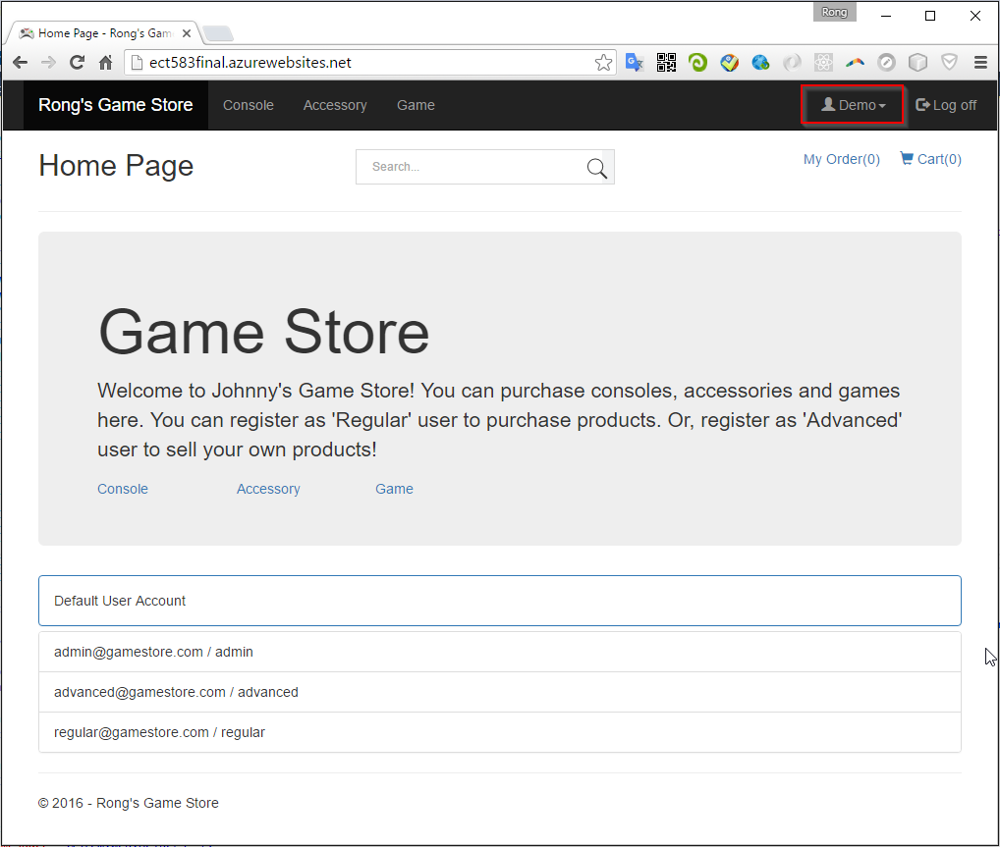 Rong
Home Page - Rong's Gam
ect583final.azurewebsites.net
Rong's Game Store Console Accessory Game Demo Log off
Home Page Search... My Order(0) Cart(0)
Game Store
Welcome to Johnny's Game Store! You can purchase consoles, accessories and games
here. You can register as 'Regular' user to purchase products. Or, register as 'Advanced'
user to sell your own products!
Console Accessory Game
Default User Account
admin@gamestore.com / admin
advanced@gamestore.com / advanced
regular@gamestore.com / regular
© 2016 - Rong's Game Store